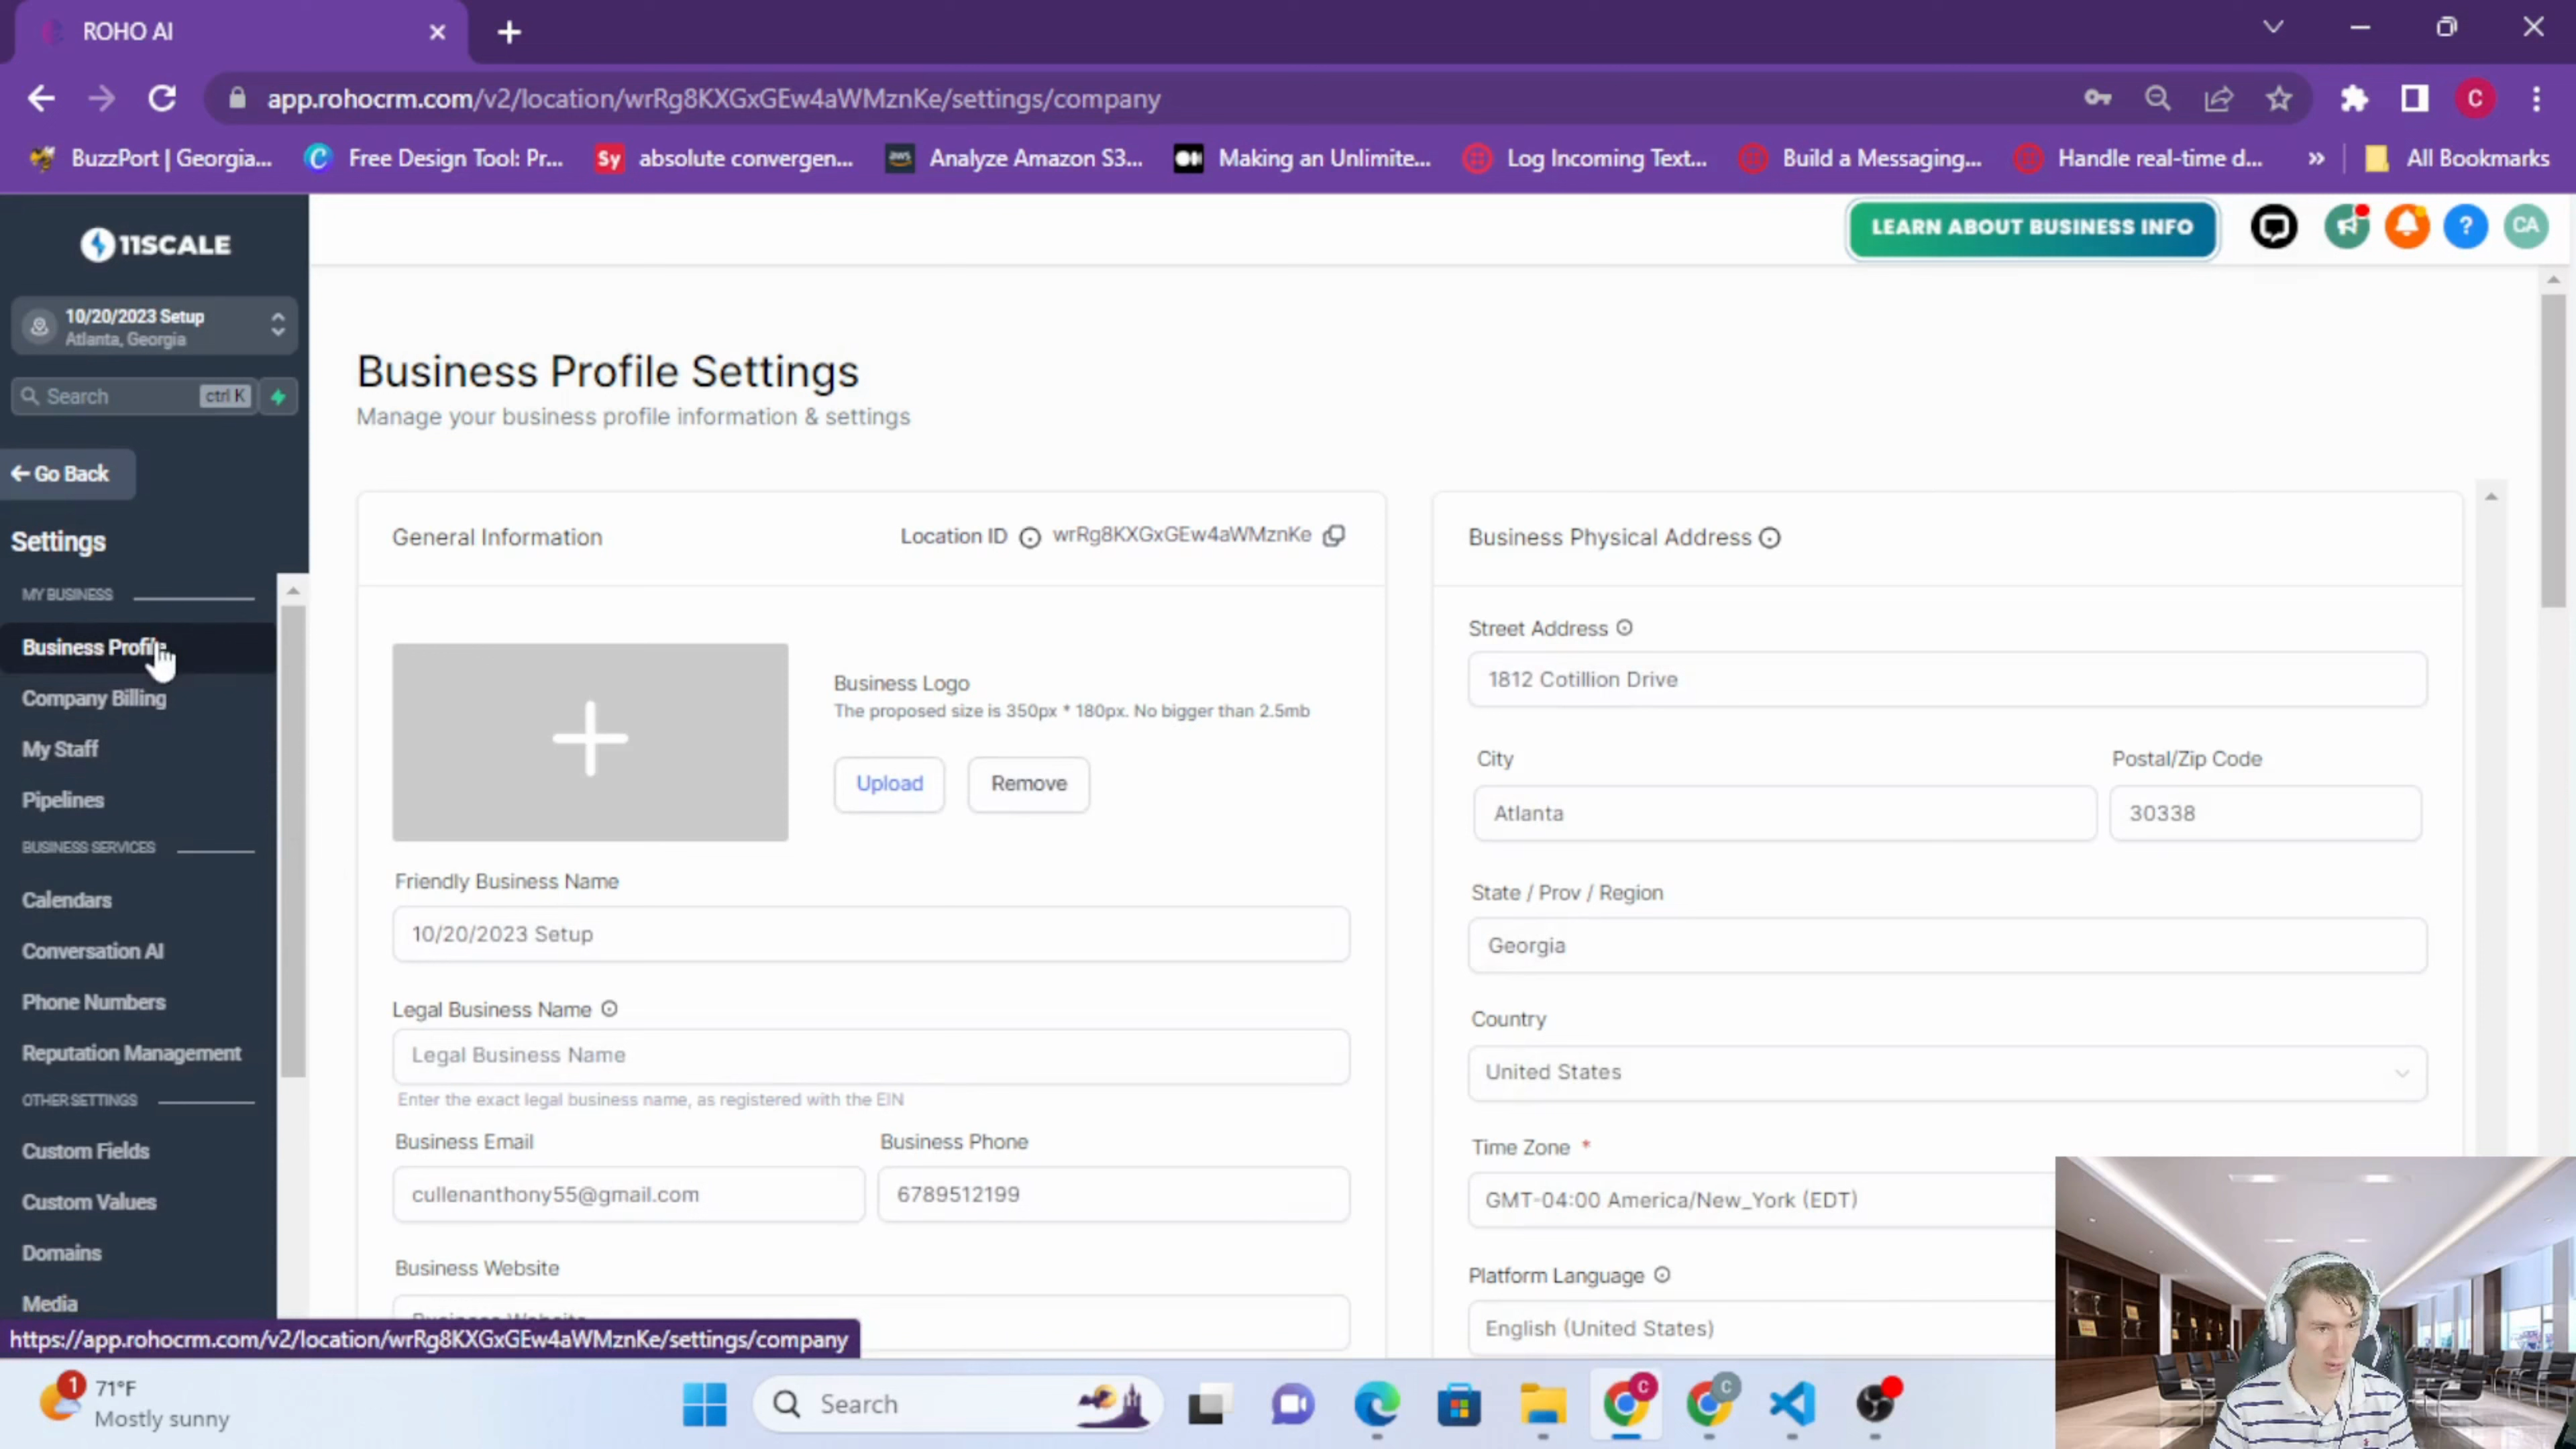 ROHO AI
app.rohocrm.com/v2/location/wrRg8KXGxGEw4aWMznKe/settings/company
C
BuzzPort | Georgia...
Free Design Tool: Pr...
Sy absolute convergen...
aws Analyze Amazon S3...
Making an Unlimite...
Log Incoming Text...
Build a Messaging...
Handle real-time d...
» All Bookmarks
11SCALE
LEARN ABOUT BUSINESS INFO
?
CA
10/20/2023 Setup
Atlanta, Georgia
Search ctrl K
← Go Back
Settings
MY BUSINESS
Business Profile
Company Billing
My Staff
Pipelines
BUSINESS SERVICES
Calendars
Conversation AI
Phone Numbers
Reputation Management
OTHER SETTINGS
Custom Fields
Custom Values
Domains
Media
Business Profile Settings
Manage your business profile information & settings
General Information
Location ID wrRg8KXGxGEw4aWMznKe
Business Logo
The proposed size is 350px * 180px. No bigger than 2.5mb
Upload Remove
Friendly Business Name
10/20/2023 Setup
Legal Business Name
Legal Business Name
Enter the exact legal business name, as registered with the EIN
Business Email Business Phone
cullenanthony55@gmail.com 6789512199
Business Website
Business Website
Business Physical Address
Street Address
1812 Cotillion Drive
City Postal/Zip Code
Atlanta 30338
State / Prov / Region
Georgia
Country
United States
Time Zone *
GMT-04:00 America/New_York (EDT)
Platform Language
English (United States)
https://app.rohocrm.com/v2/location/wrRg8KXGxGEw4aWMznKe/settings/company
1
71°F
Mostly sunny
Search
C
C